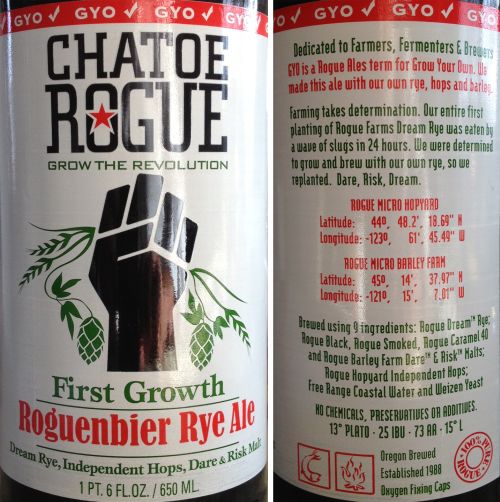 GYO ✓ GYO ✓ GYO ✓ GYO
CHATOE
ROGUE
GROW THE REVOLUTION
First Growth
Roguenbier Rye Ale
Dream Rye, Independent Hops, Dare & Risk Malt
1 PT. 6 FL.OZ. / 650 ML.
GYO ✓ GYO ✓ GYO ✓ GYO ✓
Dedicated to Farmers, Fermenters & Brewers
GYO is a Rogue Ales term for Grow Your Own. We
made this ale with our own rye, hops and barley.
Farming takes determination. Our entire first
planting of Rogue Farms Dream Rye was eaten by
a wave of slugs in 24 hours. We were determined
to grow and brew with our own rye, so we
replanted. Dare, Risk, Dream.
ROGUE MICRO HOPYARD
Latitude: 44º, 48.2', 18.69" N
Longitude: -123º, 61', 45.49" W
ROGUE MICRO BARLEY FARM
Latitude: 45º, 14', 37.97" N
Longitude: -121º, 15', 7.01" W
Brewed using 9 ingredients: Rogue Dream™ Rye;
Rogue Black, Rogue Smoked, Rogue Caramel 40
and Rogue Barley Farm Dare™ & Risk™ Malts;
Rogue Hopyard Independent Hops;
Free Range Coastal Water and Weizen Yeast
NO CHEMICALS, PRESERVATIVES OR ADDITIVES.
13° PLATO · 25 IBU · 73 AA · 15° L
Oregon Brewed
Established 1988
Oxygen Fixing Caps
100%